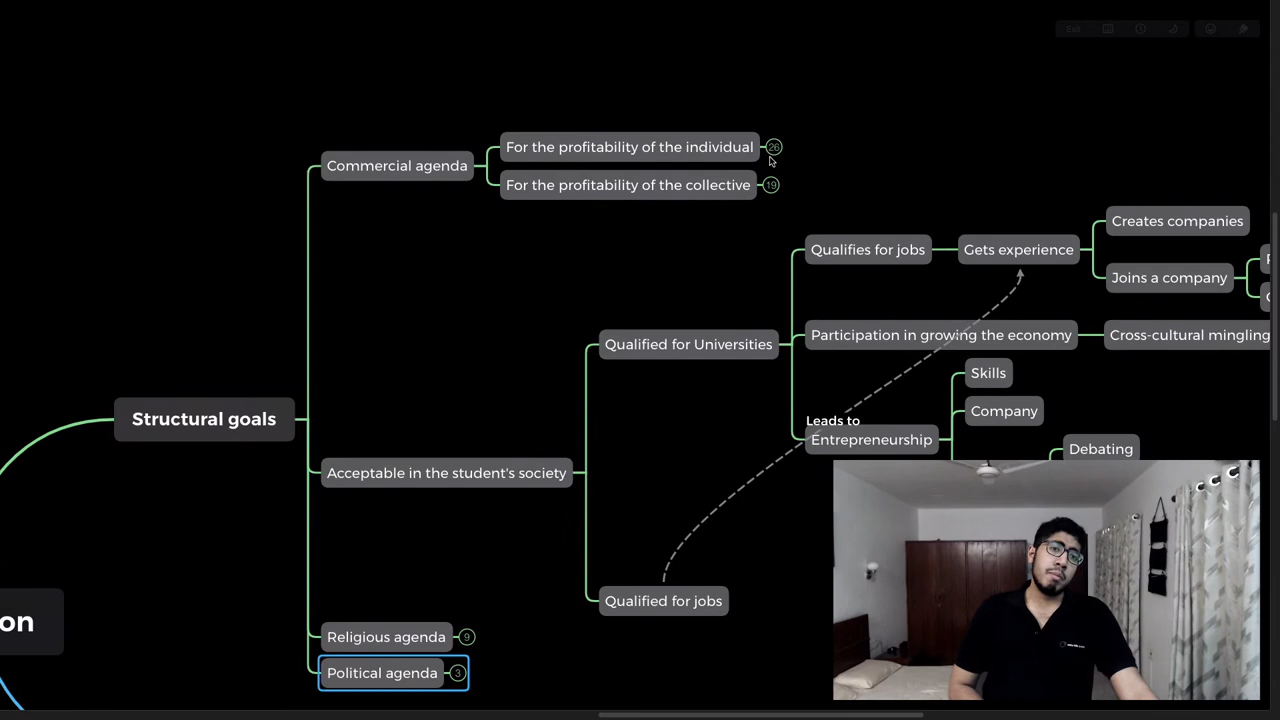 Exit
For the profitability of the individual 26
Commercial agenda
For the profitability of the collective 19
Creates companies
Qualifies for jobs
Gets experience
Joins a company
Qualified for Universities
Participation in growing the economy
Cross-cultural mingling
Skills
Company
Leads to
Entrepreneurship
Debating
Structural goals
Acceptable in the student's society
Qualified for jobs
on
Religious agenda 9
Political agenda 3